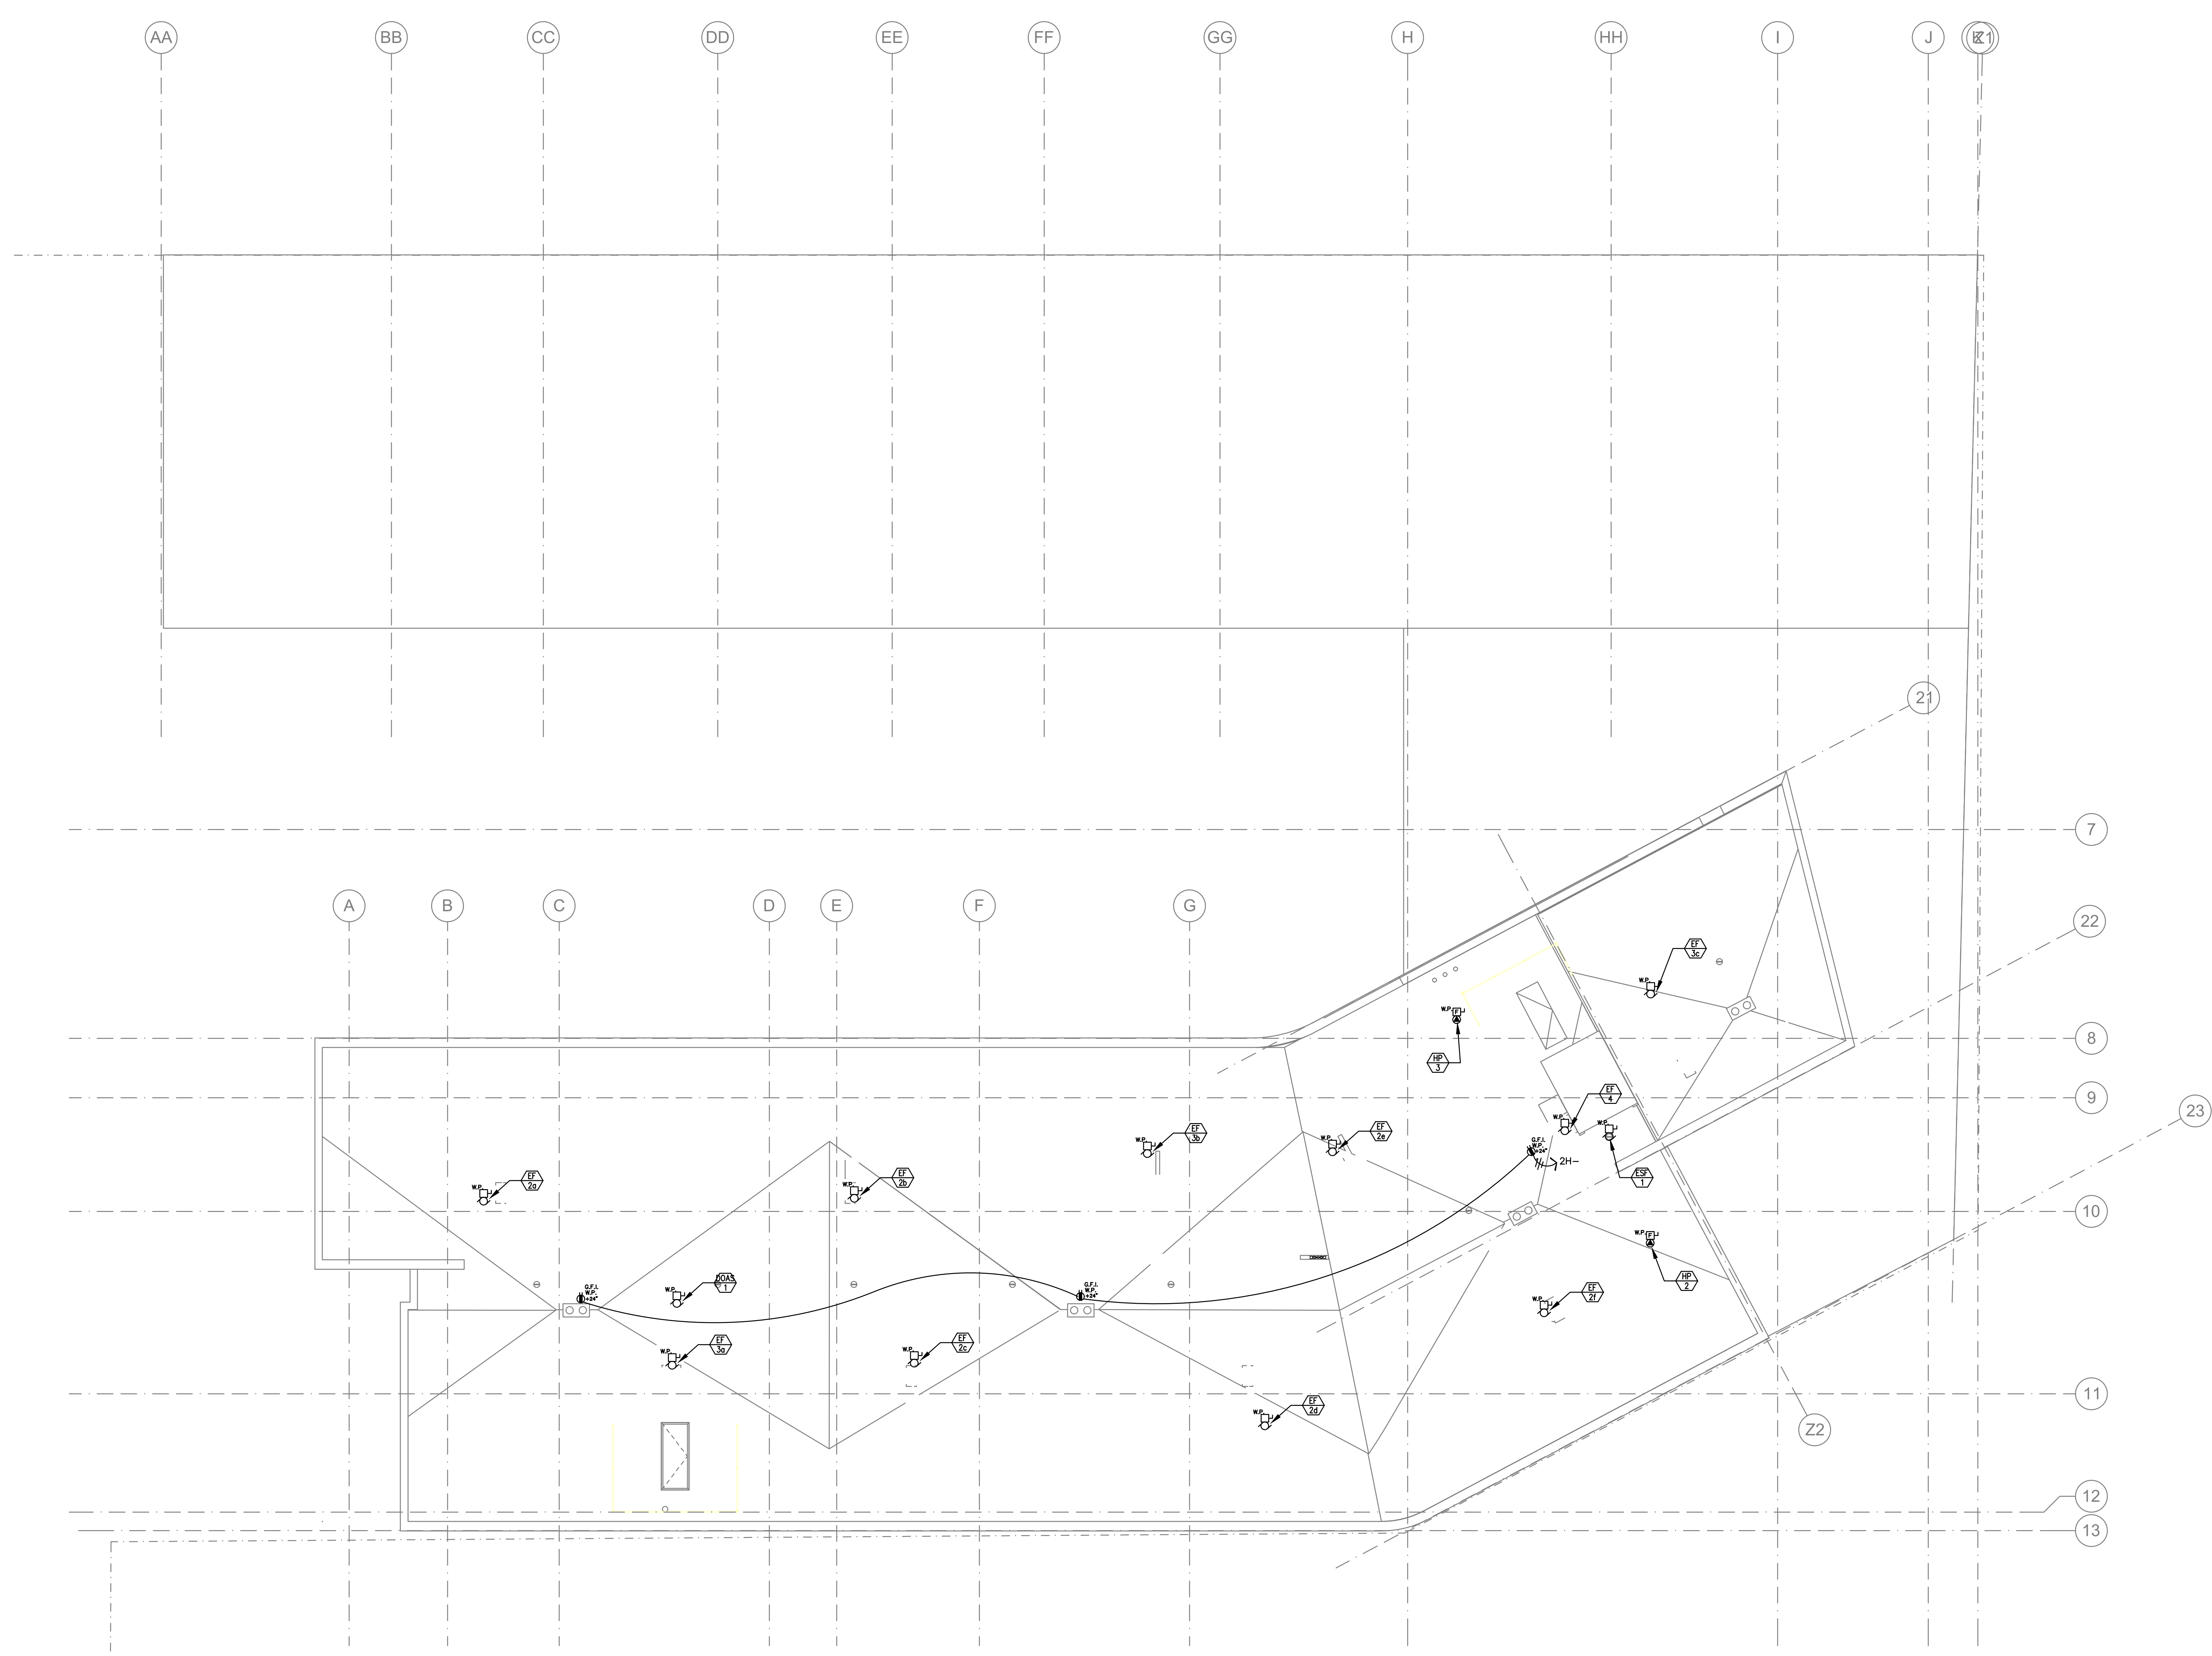 AA
BB
CC
DD
EE
FF
GG
H
HH
I
J
K
Z1
21
7
A
B
C
D
E
F
G
22
EF
3c
W.P.
W.P.
F
8
HP
3
EF
4
9
23
W.P.
W.P.
EF
3b
W.P.
EF
2e
W.P.
G.F.I.
W.P.
+24"
2H-
EF
2a
W.P.
EF
2b
W.P.
ESF
1
10
W.P.
F
DOAS
1
W.P.
HP
2
G.F.I.
W.P.
+24"
G.F.I.
W.P.
+24"
EF
2f
W.P.
EF
3a
W.P.
EF
2c
W.P.
11
EF
2d
W.P.
Z2
12
13